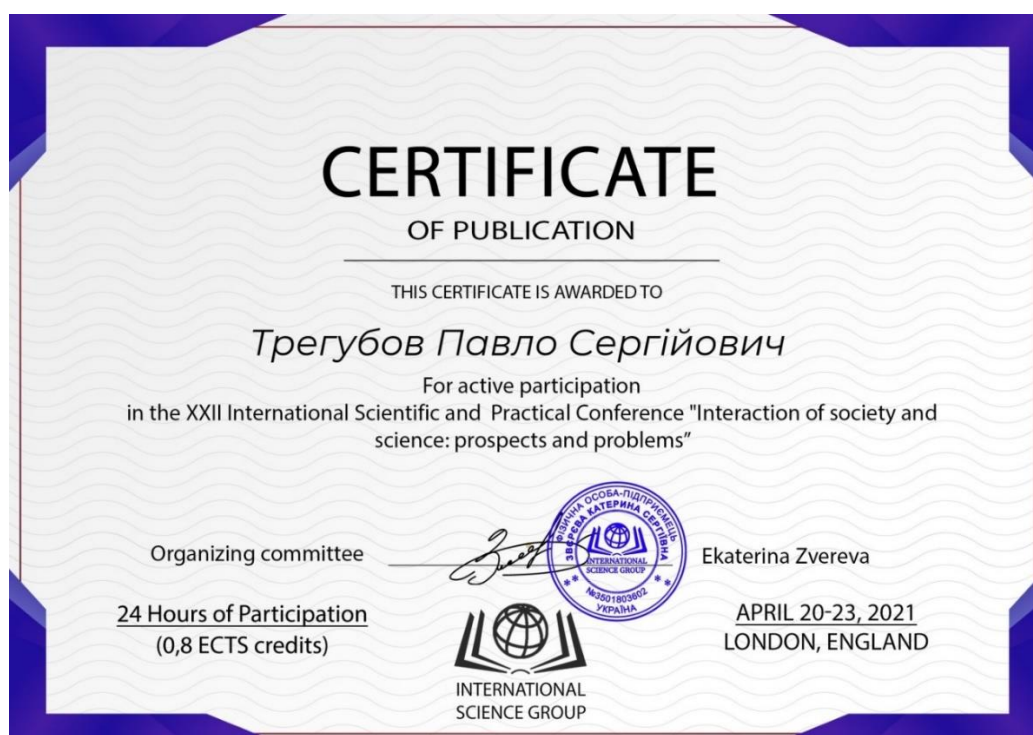 CERTIFICATE
OF PUBLICATION
THIS CERTIFICATE IS AWARDED TO
Трегубов Павло Сергійович
For active participation
in the XXII International Scientific and Practical Conference "Interaction of society and
science: prospects and problems”
Organizing committee
ФІЗИЧНА ОСОБА-ПІДПРИЄМЕЦЬ
ЗВЕРЄВА КАТЕРИНА СЕРГІЇВНА
INTERNATIONAL
SCIENCE GROUP
№3501803602
УКРАЇНА
Ekaterina Zvereva
24 Hours of Participation
(0,8 ECTS credits)
INTERNATIONAL
SCIENCE GROUP
APRIL 20-23, 2021
LONDON, ENGLAND